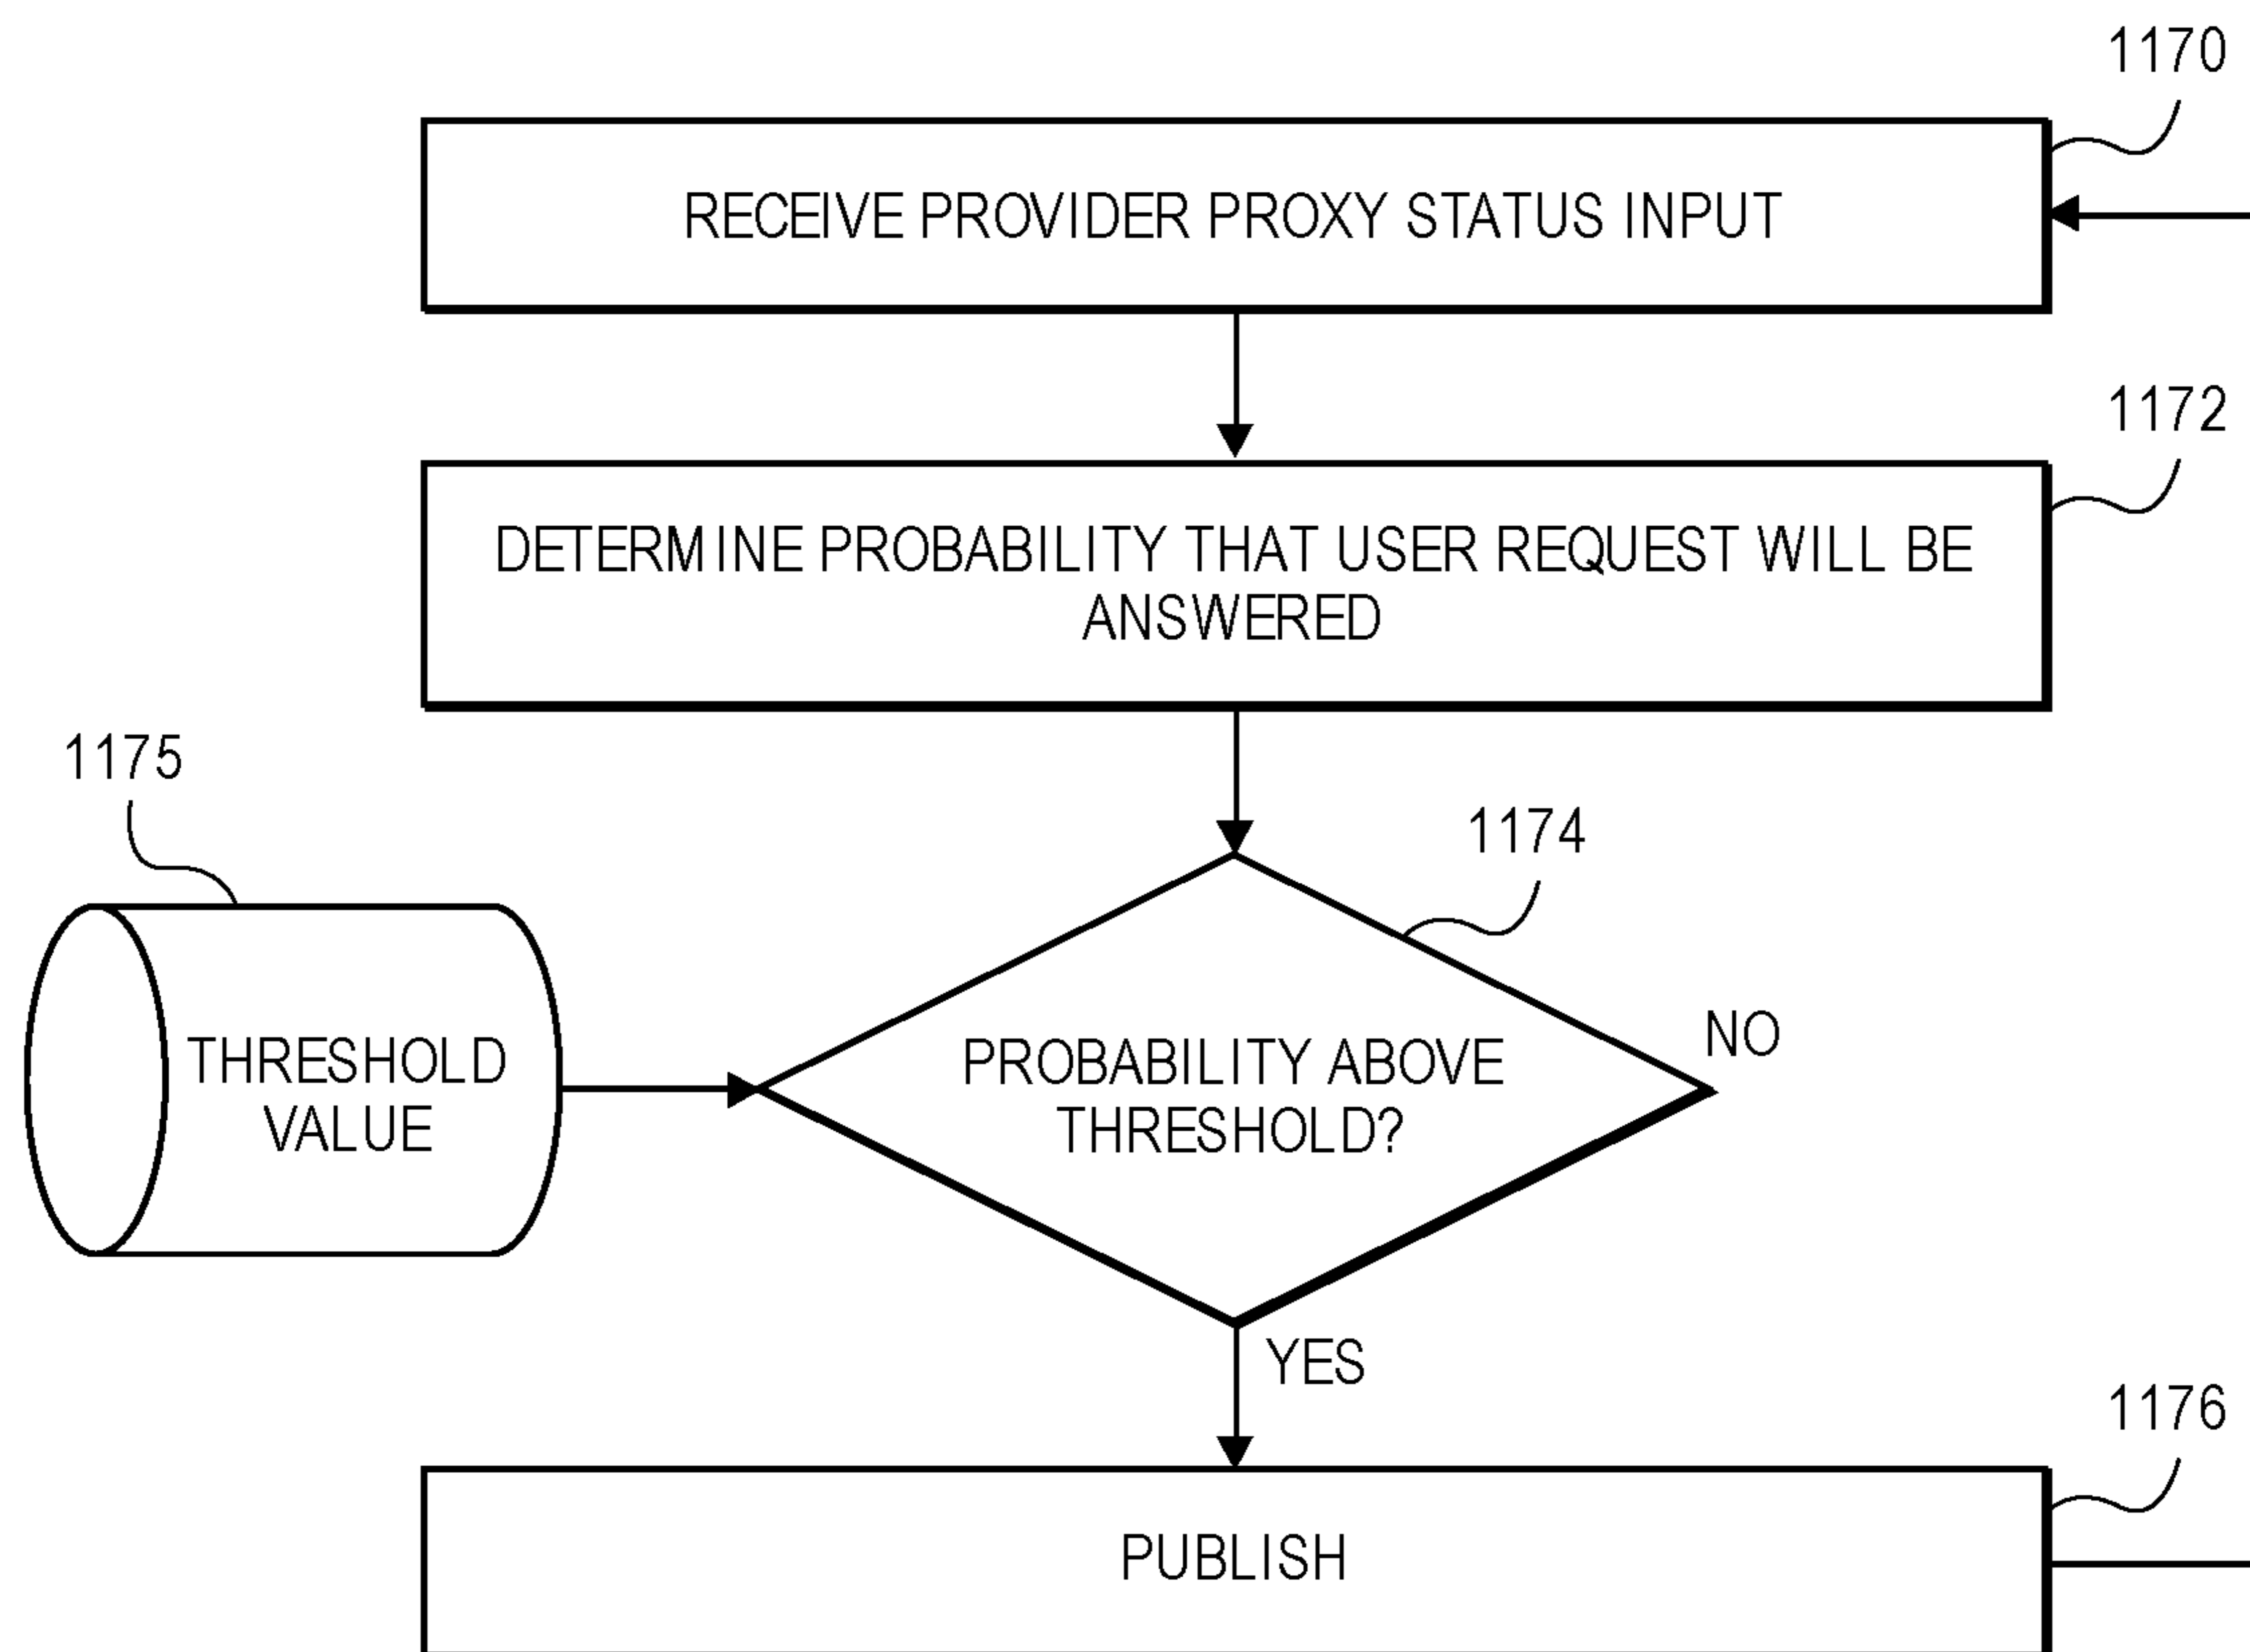 1170
RECEIVE PROVIDER PROXY STATUS INPUT
1172
DETERMINE PROBABILITY THAT USER REQUEST WILL BE
ANSWERED
1175
1174
THRESHOLD
VALUE
PROBABILITY ABOVE
THRESHOLD?
NO
YES
1176
PUBLISH